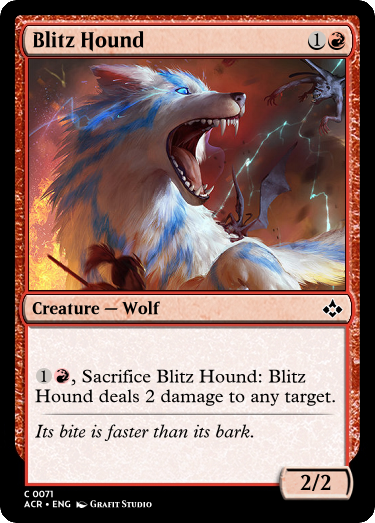 Blitz Hound 1
Creature — Wolf
1, Sacrifice Blitz Hound: Blitz
Hound deals 2 damage to any target.
Its bite is faster than its bark.
2/2
C 0071
ACR • ENG Grafit Studio